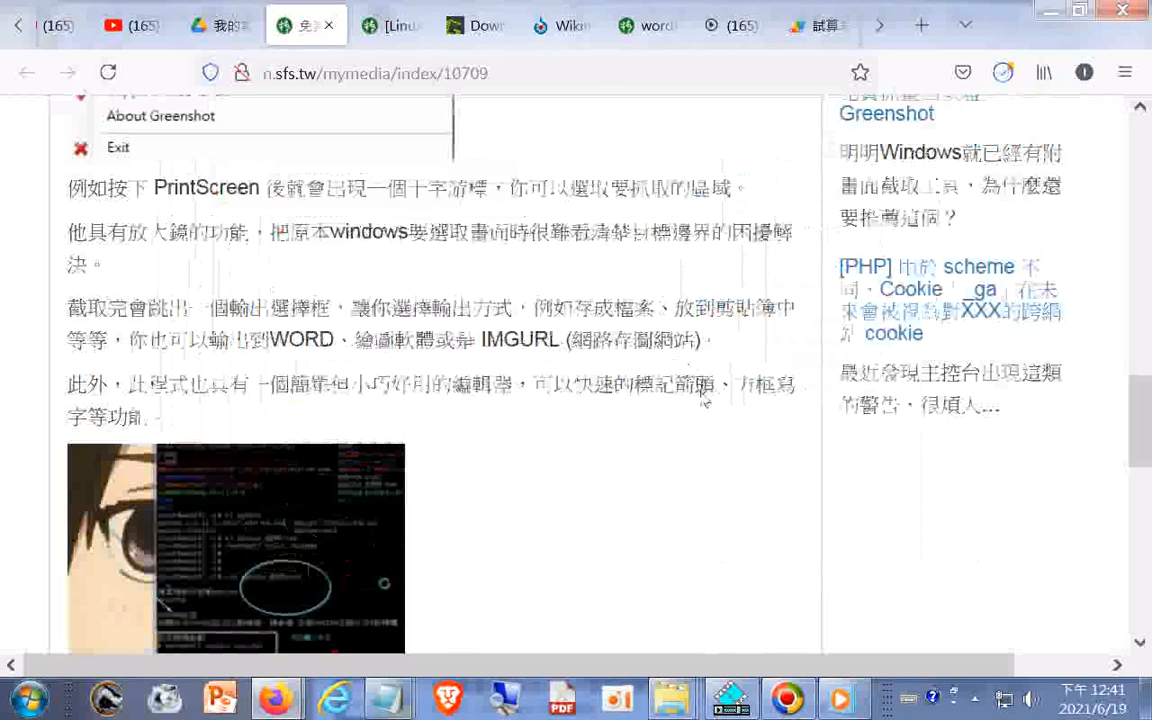 (165)
(165)
我的
免
[Linu
Down
Wikin
word
(165)
試算
n.sfs.tw/mymedia/index/10709
About Greenshot
Exit
例如按下 PrintScreen 後就會出現一個十字游標，你可以選取要抓取的區域。
他具有放大鏡的功能，把原本windows要選取畫面時很難看清楚目標邊界的困擾解
決。
截取完會跳出一個輸出選擇框，讓你選擇輸出方式，例如存成檔案、放到剪貼簿中
等等，你也可以輸出到WORD、繪圖軟體或是 IMGURL (網路存圖網站)。
此外，此程式也具有一個簡單但小巧好用的編輯器，可以快速的標記箭頭、方框寫
字等功能。
Greenshot
明明Windows就已經有附
畫面截取工具，為什麼還
要推薦這個？
[PHP] 由於 scheme 不
同，Cookie “_ga” 在未
來會被視為對XXX的跨網
站 cookie
最近發現主控台出現這類
的警告，很煩人...
PDF
下午 12:41
2021/6/19